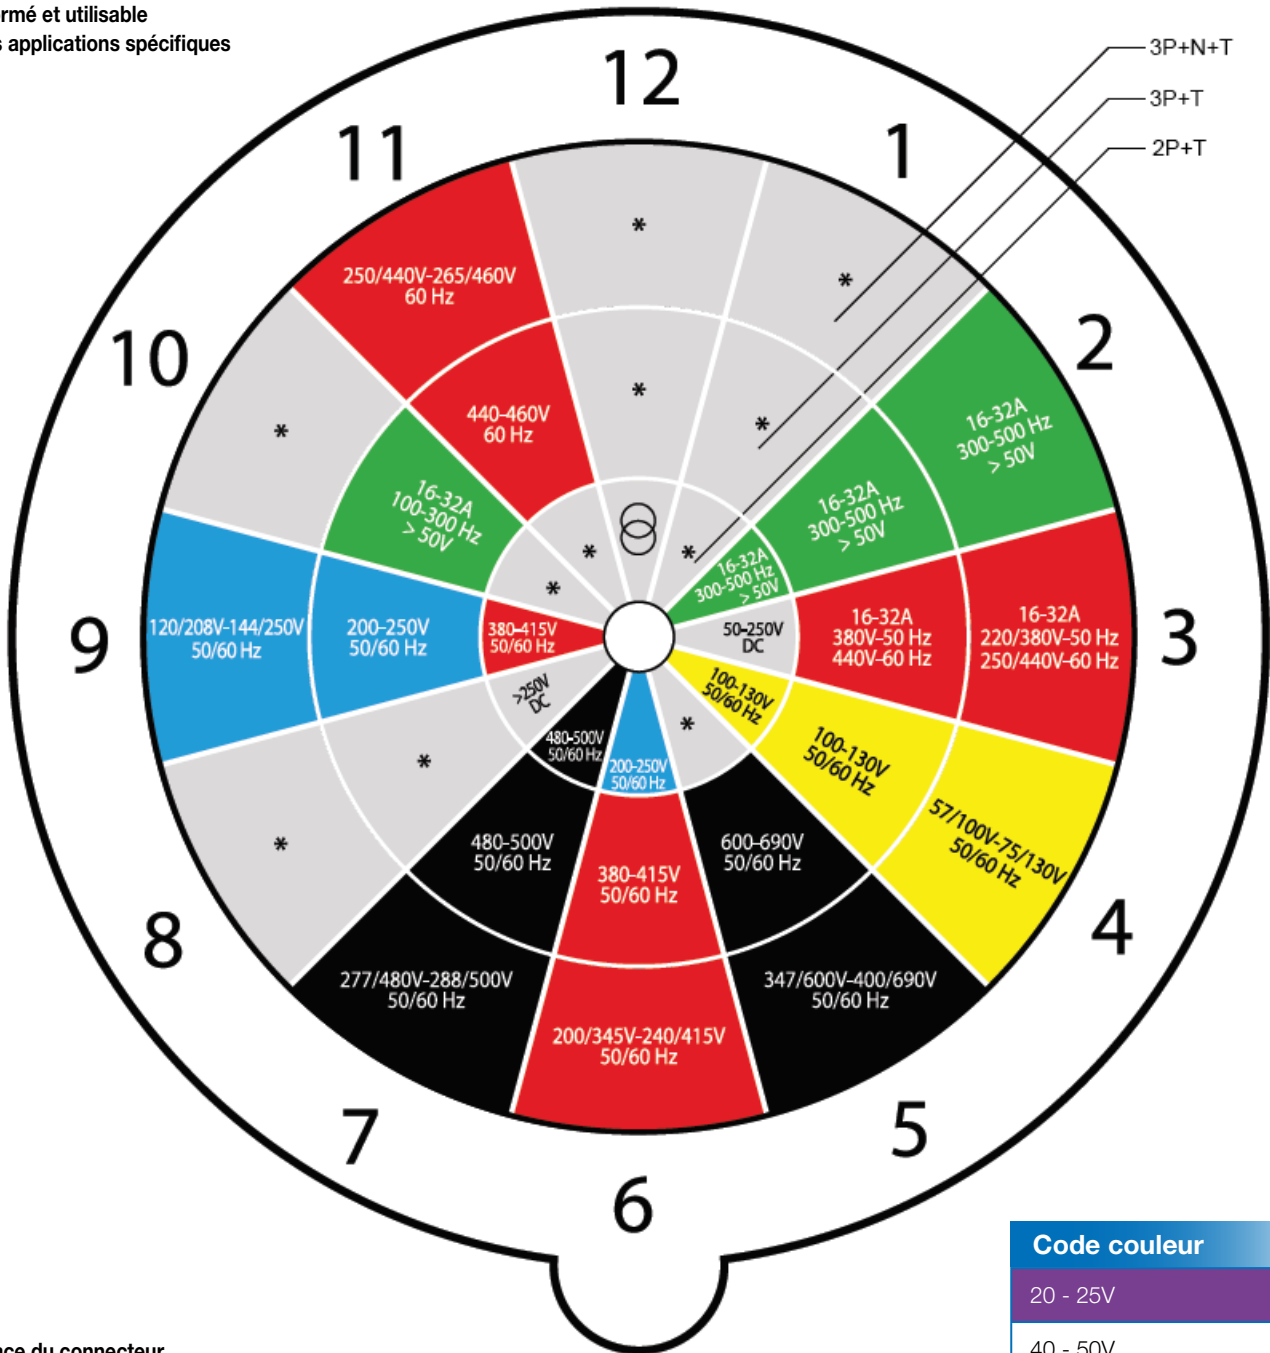 rmé et utilisable
s applications spécifiques
3P+N+T
3P+T
2P+T
12
1
2
3
4
5
6
7
8
9
10
11
*
*
*
*
*
16-32A
300-500 Hz
> 50V
16-32A
300-500 Hz
> 50V
16-32A
300-500 Hz
> 50V
16-32A
220/380V-50 Hz
250/440V-60 Hz
16-32A
380V-50 Hz
440V-60 Hz
50-250V
DC
57/100V-75/130V
50/60 Hz
100-130V
50/60 Hz
100-130V
50/60 Hz
347/600V-400/690V
50/60 Hz
600-690V
50/60 Hz
*
200/345V-240/415V
50/60 Hz
380-415V
50/60 Hz
200-250V
50/60 Hz
277/480V-288/500V
50/60 Hz
480-500V
50/60 Hz
480-500V
50/60 Hz
*
*
>250V
DC
120/208V-144/250V
50/60 Hz
200-250V
50/60 Hz
380-415V
50/60 Hz
*
16-32A
100-300 Hz
> 50V
*
250/440V-265/460V
60 Hz
440-460V
60 Hz
*
Code couleur
20 - 25V
40 - 50V
nce du connecteur